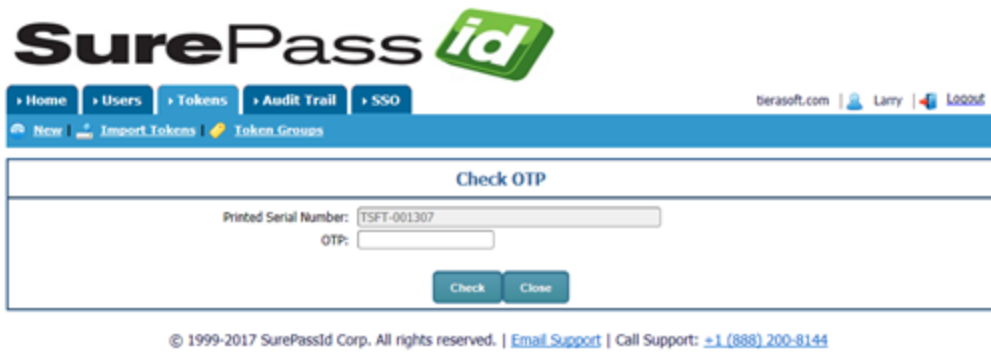 SurePass id
Home Users Tokens Audit Trail SSO tierasoft.com | Larry | Logout
New | Import Tokens | Token Groups
Check OTP
Printed Serial Number: TSFT-001307
OTP:
Check Close
© 1999-2017 SurePassId Corp. All rights reserved. | Email Support | Call Support: +1 (888) 200-8144